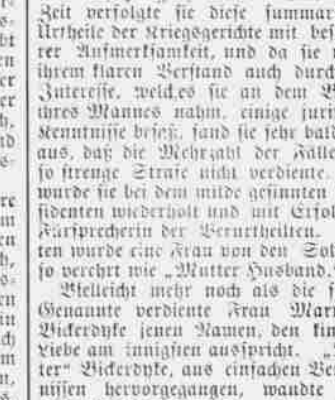 Zeit verfolgte sie diese summar
Urtheile der Kriegsgerichte mit bes
rer Aufmerksamkeit, und da sie
ihrem klaren Verstand auch durch
Interesse, welches sie an dem B
ihres Mannes nahm, einige juri
Kenntnisse besaß, fand sie sehr bald
aus, daß die Mehrzahl der Fälle
so strenge Strafe nicht verdiente.
wurde sie bei dem milde gesinnten
sidenten wiederholt und mit Erfol
Fürsprecherin der Verurtheilten.
ten wurde eine Frau von den Sol
so verehrt wie „Mutter Husband.
Vielleicht mehr noch als die s
Genannte verdiente Frau Mar
Bickerdyke jenen Namen, den kin
Liebe am innigsten ausspricht.
ter“ Bickerdyke, aus einfachen Ver
nissen hervorgegangen, wandte